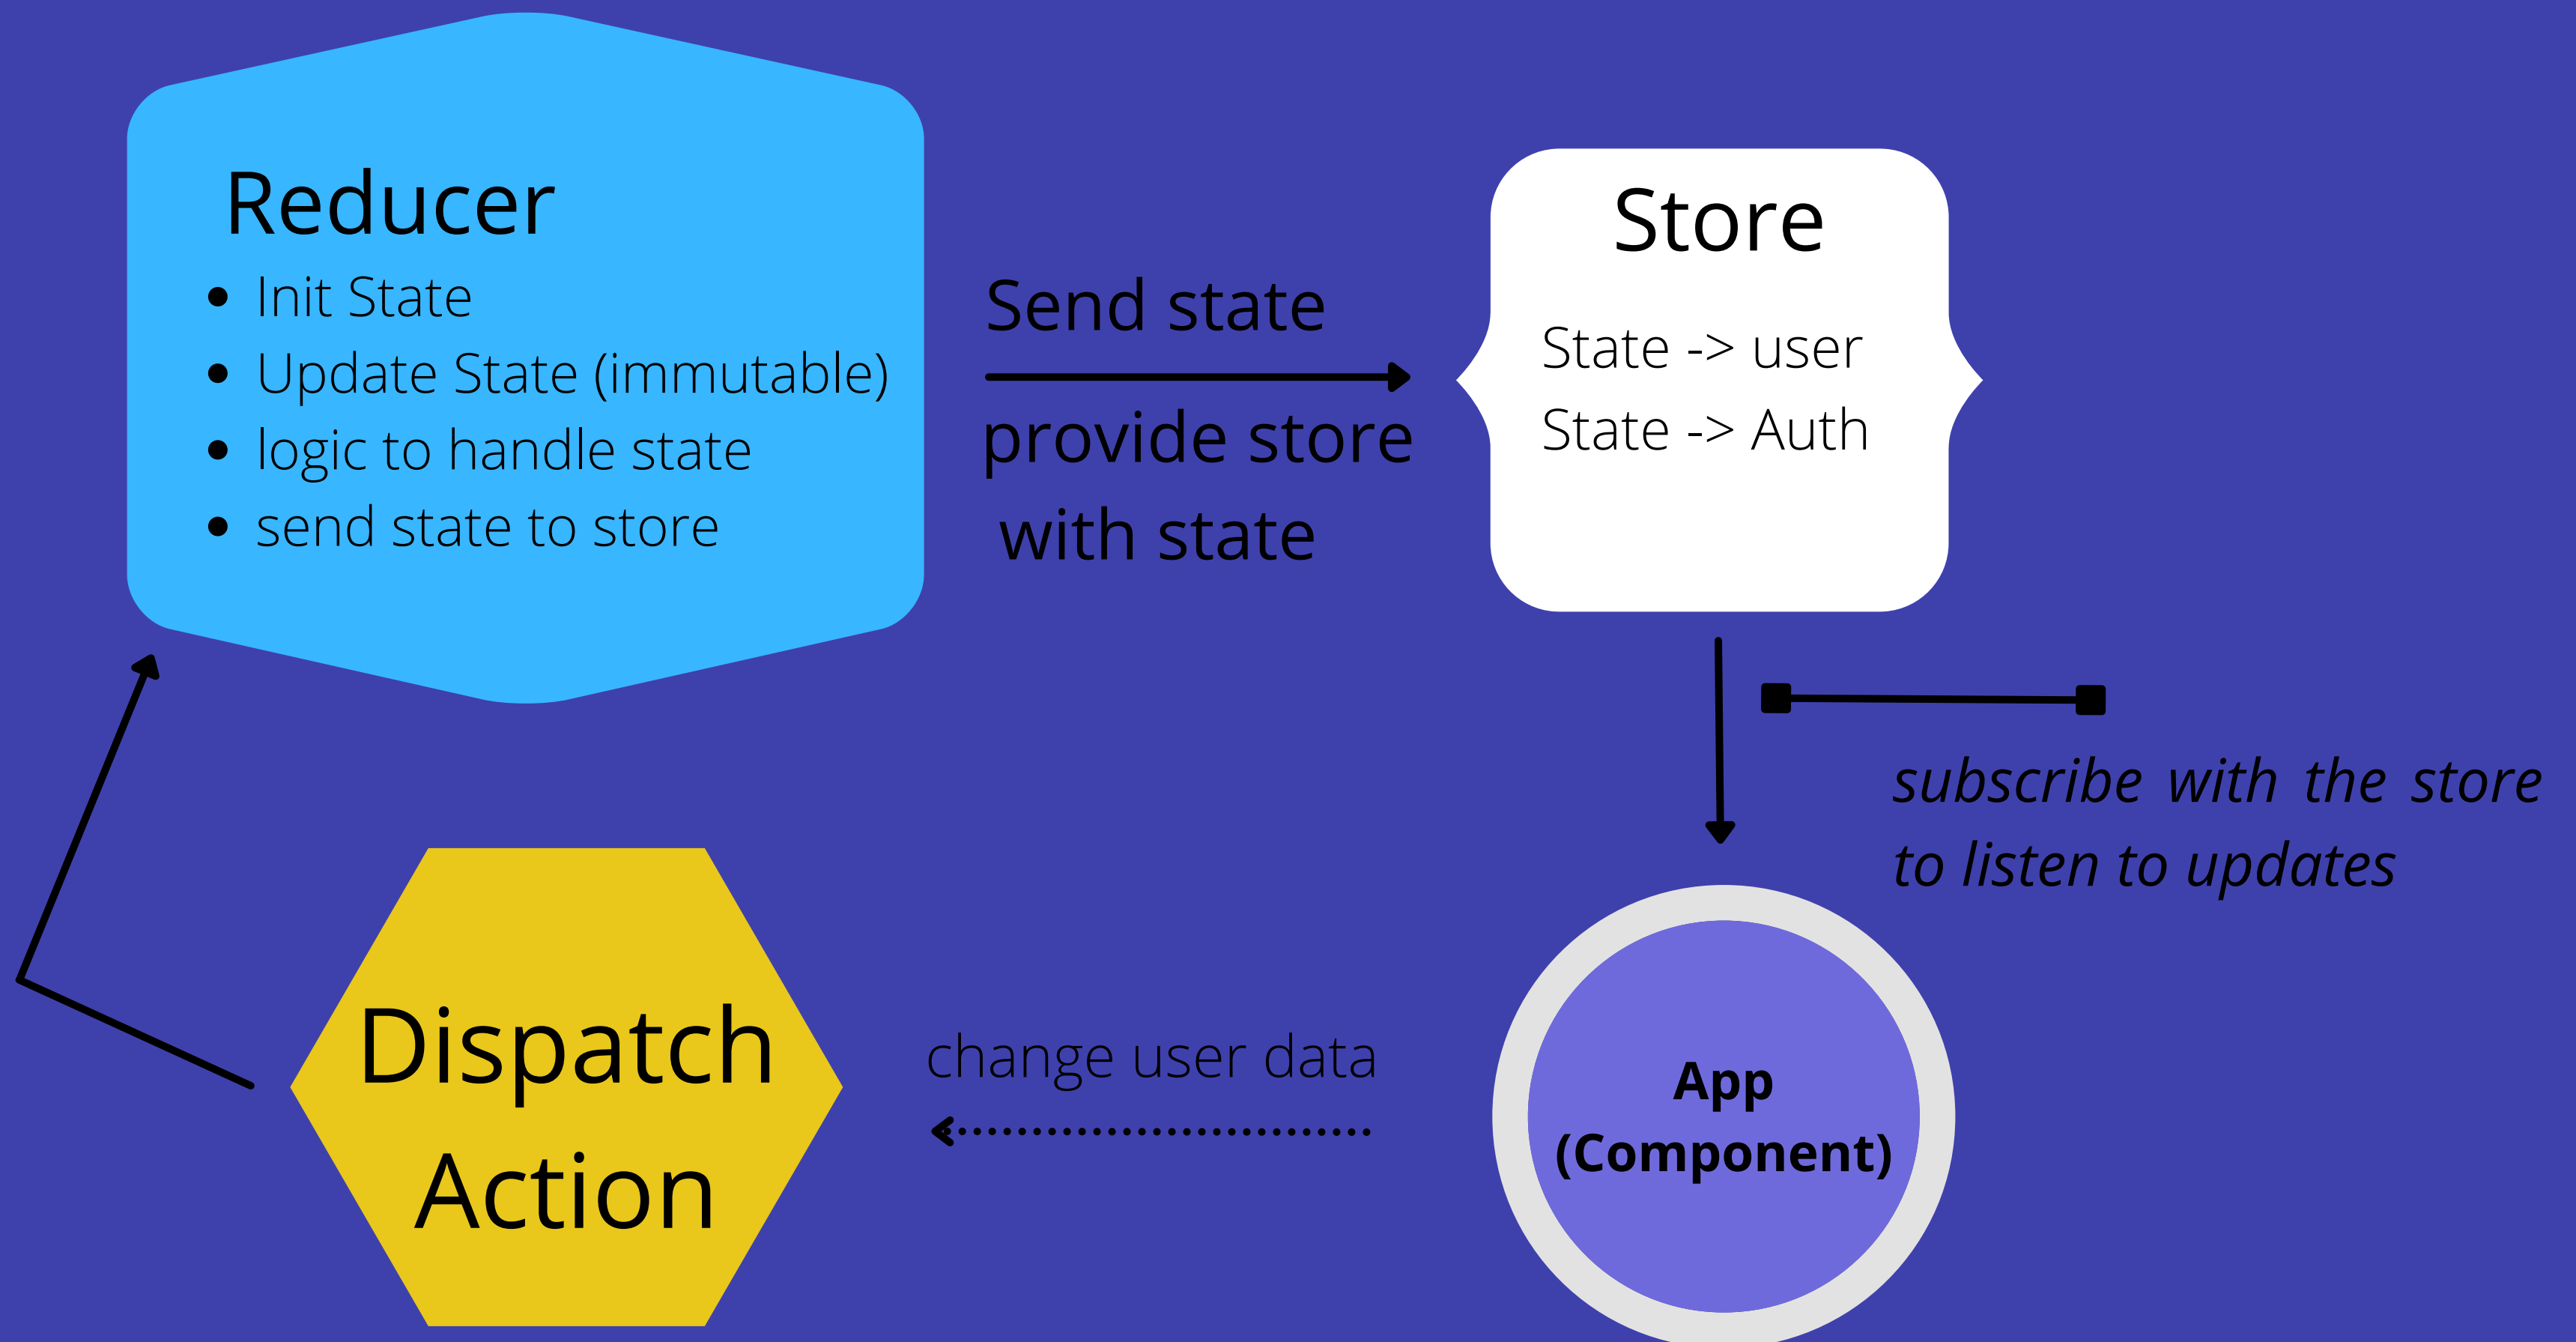 Reducer
Init State
Update State (immutable)
logic to handle state
send state to store
Send state
provide store
with state
Store
State -> user
State -> Auth
subscribe with the store
to listen to updates
Dispatch
Action
change user data
App
(Component)